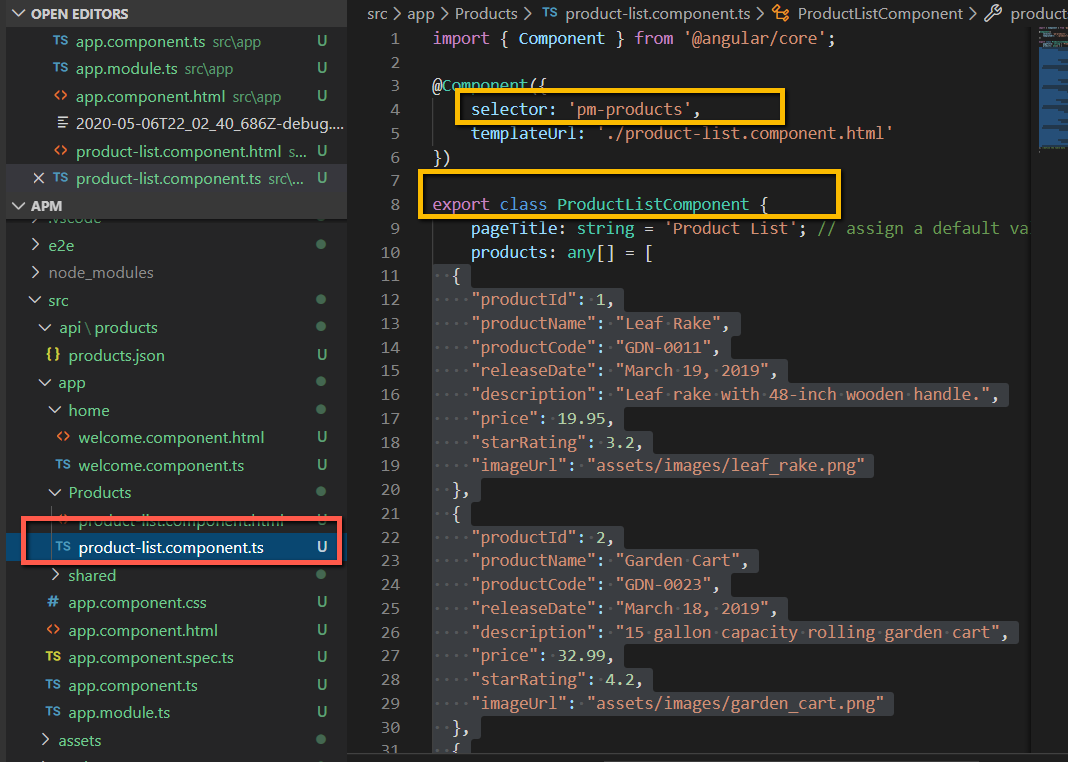 OPEN EDITORS
TS app.component.ts src\app U
TS app.module.ts src\app U
<> app.component.html src\app U
2020-05-06T22_02_40_686Z-debug....
<> product-list.component.html s... U
TS product-list.component.ts src\... U
APM
.vscode
e2e
node_modules
src
api \ products
{} products.json U
app
home
<> welcome.component.html U
TS welcome.component.ts U
Products
<> product-list.component.html U
TS product-list.component.ts U
shared
# app.component.css U
<> app.component.html U
TS app.component.spec.ts U
TS app.component.ts U
TS app.module.ts U
assets
src > app > Products > TS product-list.component.ts > ProductListComponent > product
1 import { Component } from '@angular/core';
2
3 @Component({
4 selector: 'pm-products',
5 templateUrl: './product-list.component.html'
6 })
7
8 export class ProductListComponent {
9 pageTitle: string = 'Product List'; // assign a default va
10 products: any[] = [
11 {
12 "productId": 1,
13 "productName": "Leaf Rake",
14 "productCode": "GDN-0011",
15 "releaseDate": "March 19, 2019",
16 "description": "Leaf rake with 48-inch wooden handle.",
17 "price": 19.95,
18 "starRating": 3.2,
19 "imageUrl": "assets/images/leaf_rake.png"
20 },
21 {
22 "productId": 2,
23 "productName": "Garden Cart",
24 "productCode": "GDN-0023",
25 "releaseDate": "March 18, 2019",
26 "description": "15 gallon capacity rolling garden cart",
27 "price": 32.99,
28 "starRating": 4.2,
29 "imageUrl": "assets/images/garden_cart.png"
30 },
31 {